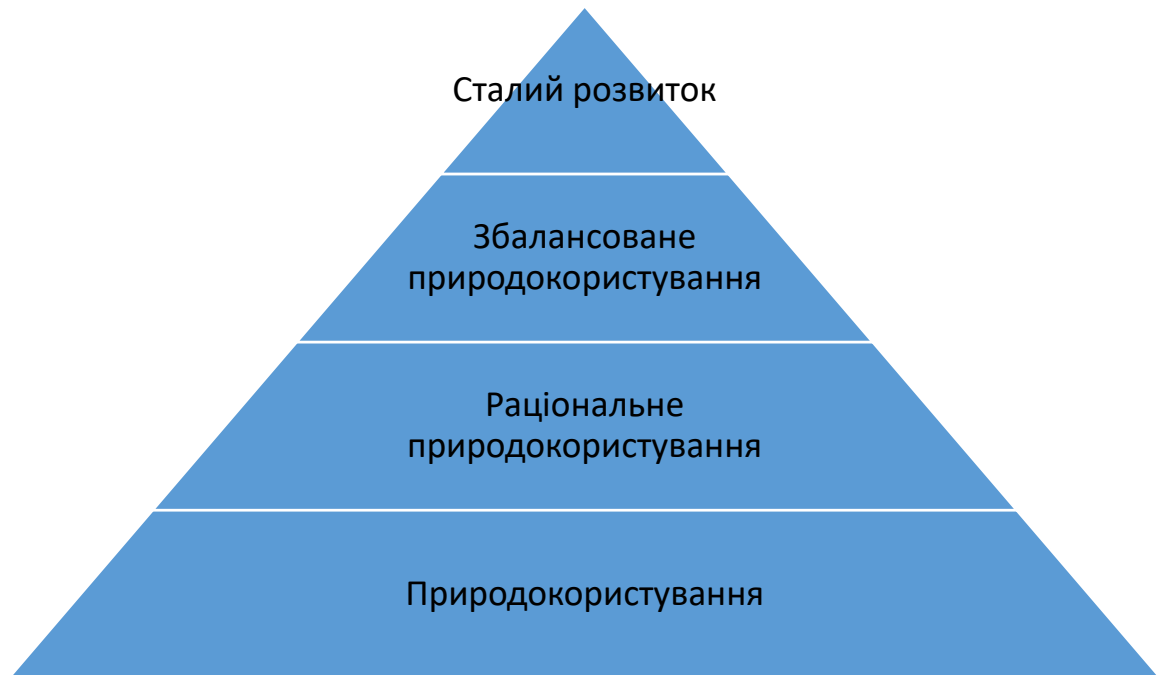 Сталий розвиток
Збалансоване
природокористування
Раціональне
природокористування
Природокористування